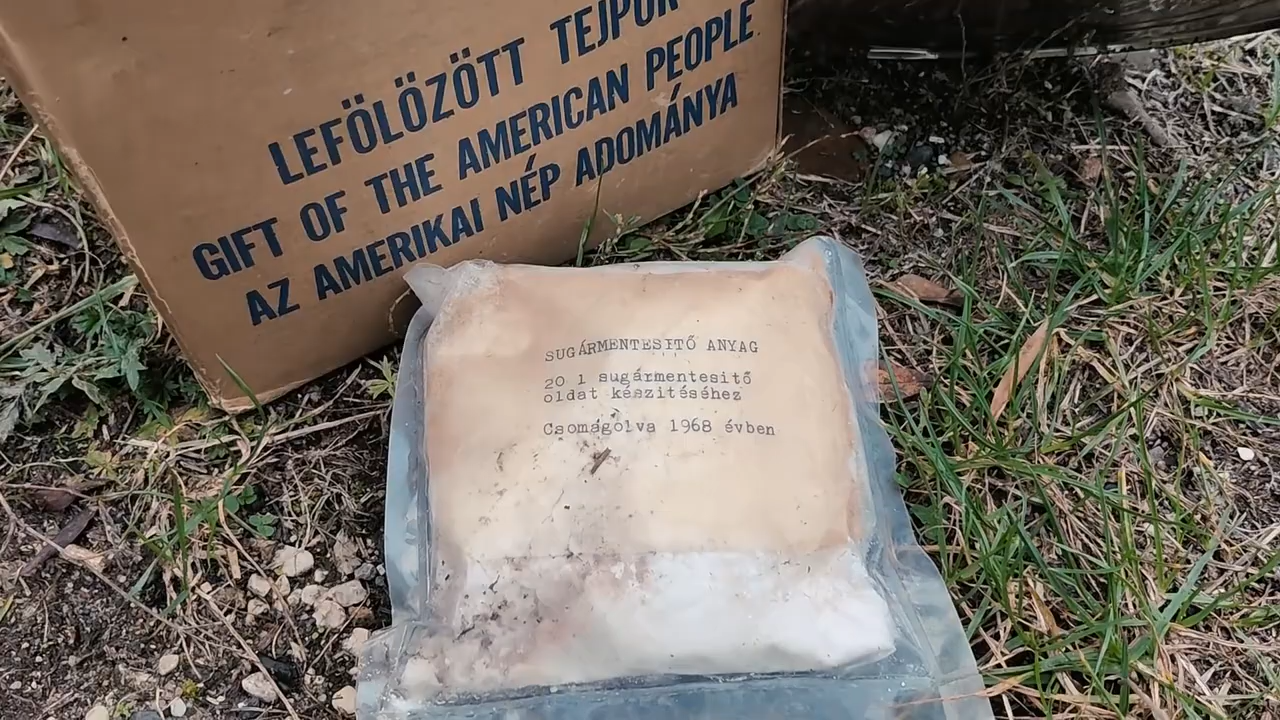 LEFÖLÖZÖTT TEJPOR
GIFT OF THE AMERICAN PEOPLE
AZ AMERIKAI NÉP ADOMÁNYA
SUGÁRMENTESITŐ ANYAG
20 l sugármentesitő
oldat készitéséhez
Csomagolva 1968 évben